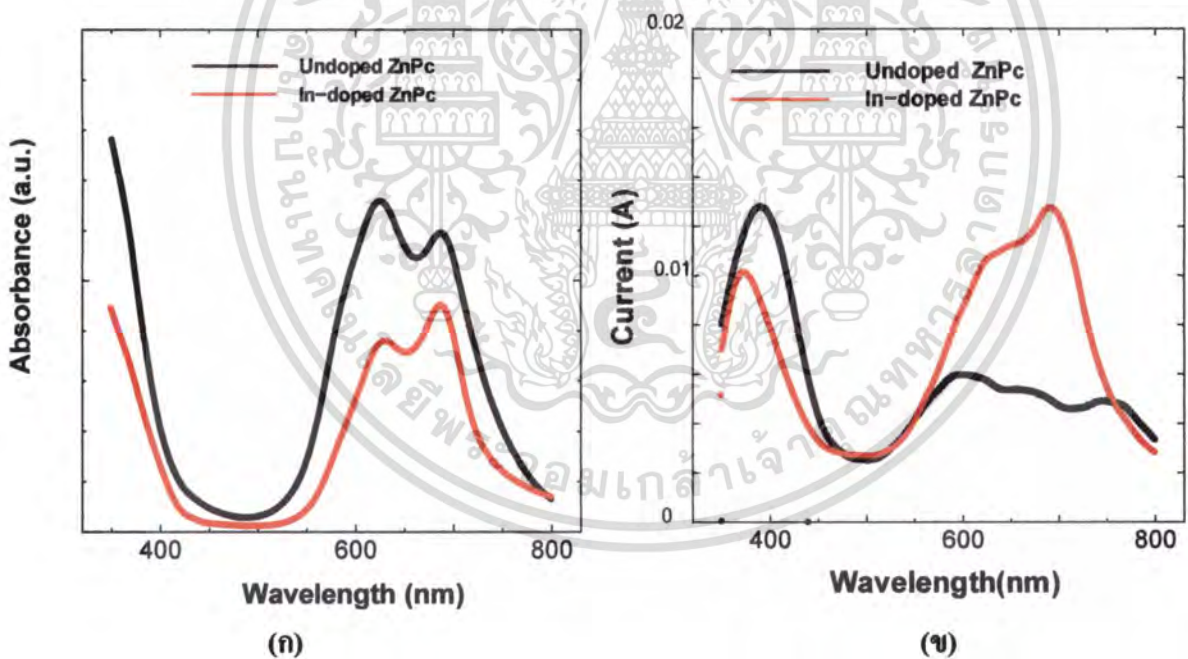 Undoped ZnPc
In-doped ZnPc
Absorbance (a.u.)
400
600
800
Wavelength (nm)
(ก)
0.02
Undoped ZnPc
In-doped ZnPc
Current (A)
0.01
0
400
600
800
Wavelength(nm)
(ข)